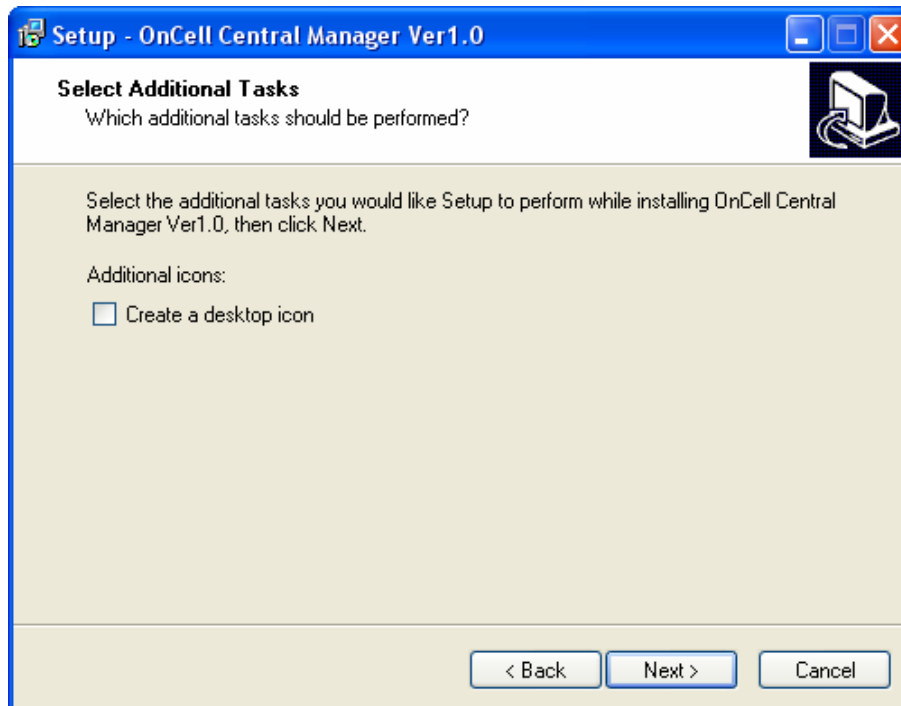 Setup - OnCell Central Manager Ver1.0
Select Additional Tasks
Which additional tasks should be performed?
Select the additional tasks you would like Setup to perform while installing OnCell Central
Manager Ver1.0, then click Next.
Additional icons:
Create a desktop icon
< Back
Next >
Cancel